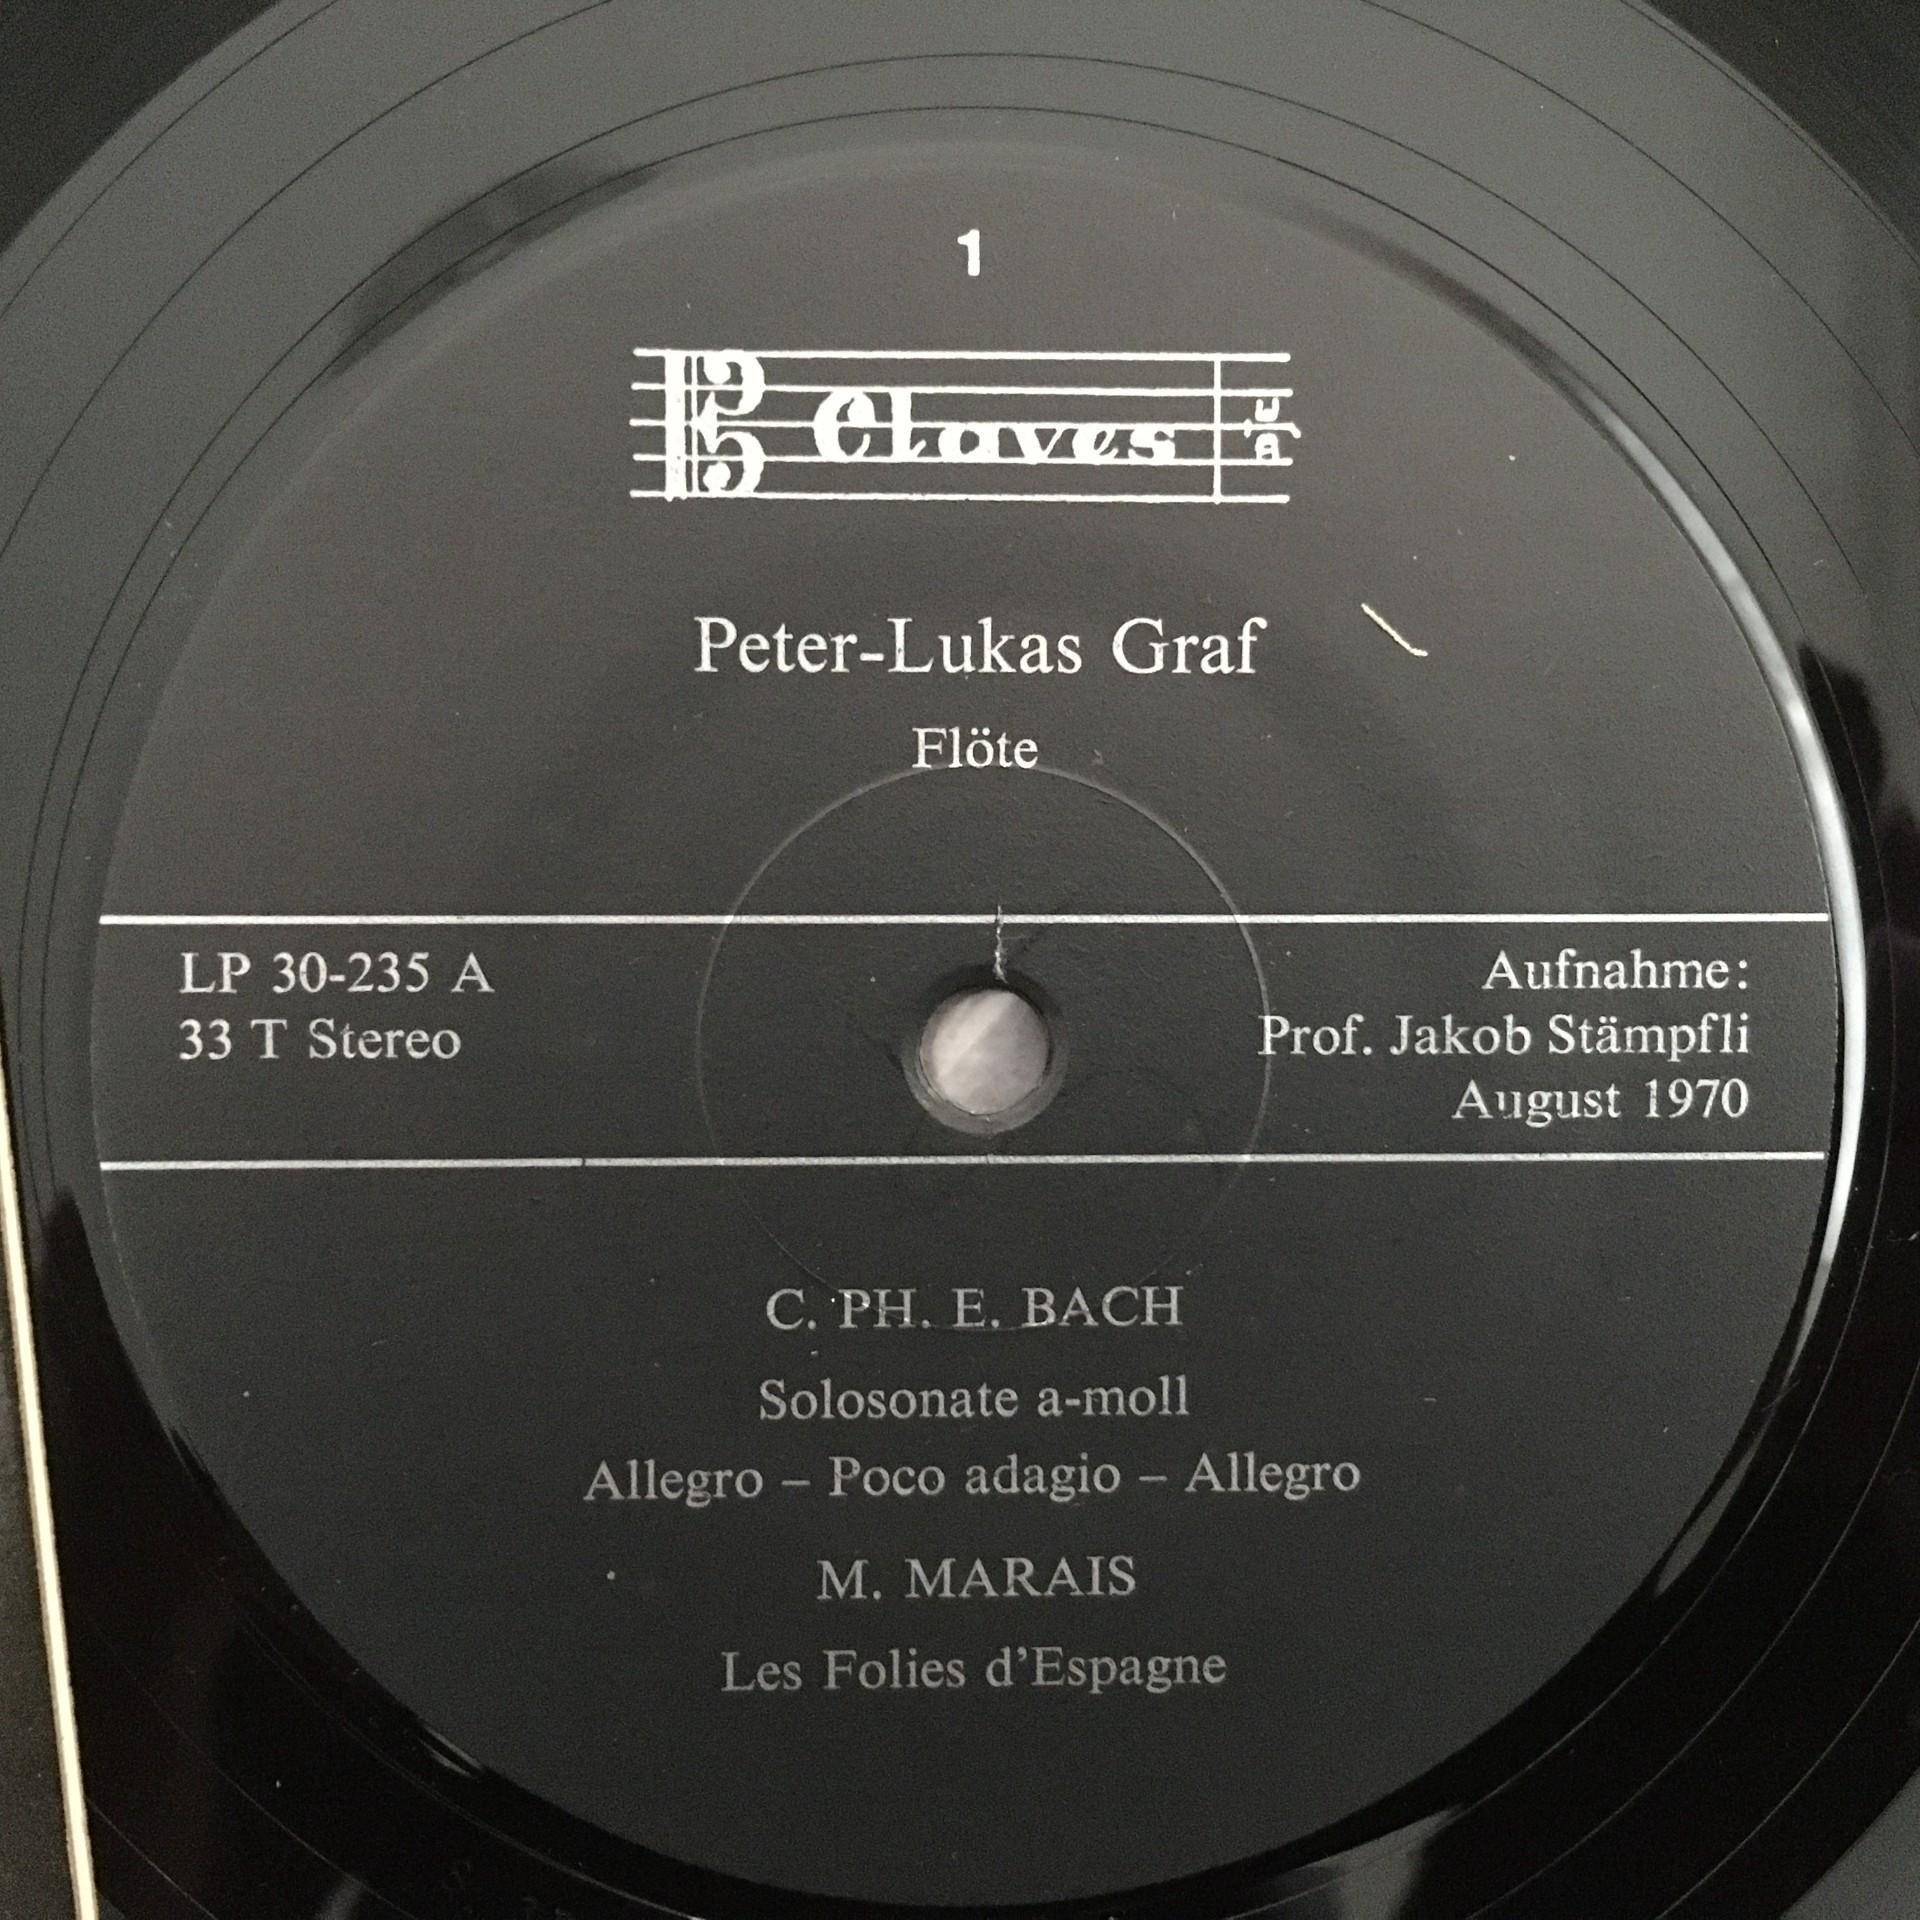 1
Claves
Peter-Lukas Graf
Flöte
LP 30-235 A
33 T Stereo
Aufnahme:
Prof. Jakob Stämpfli
August 1970
C. PH. E. BACH
Solosonate a-moll
Allegro – Poco adagio – Allegro
M. MARAIS
Les Folies d'Espagne